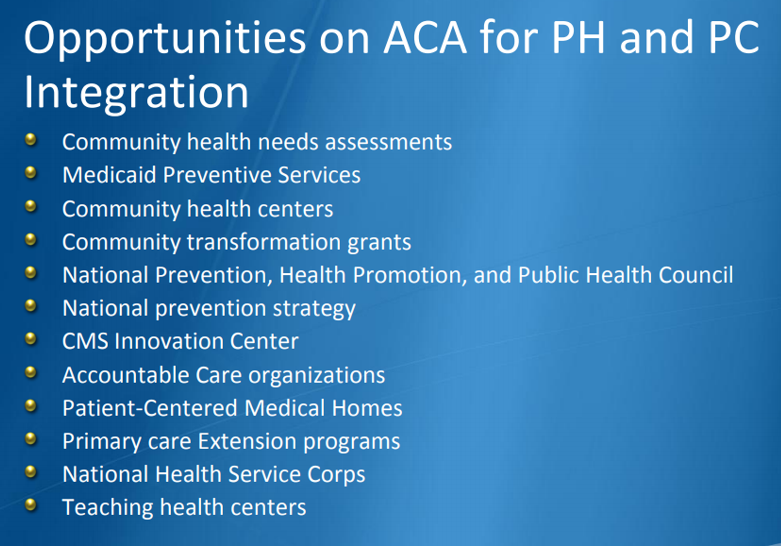 Opportunities on ACA for PH and PC
Integration
Community health needs assessments
Medicaid Preventive Services
Community health centers
Community transformation grants
National Prevention, Health Promotion, and Public Health Council
National prevention strategy
CMS Innovation Center
Accountable Care organizations
Patient-Centered Medical Homes
Primary care Extension programs
National Health Service Corps
Teaching health centers